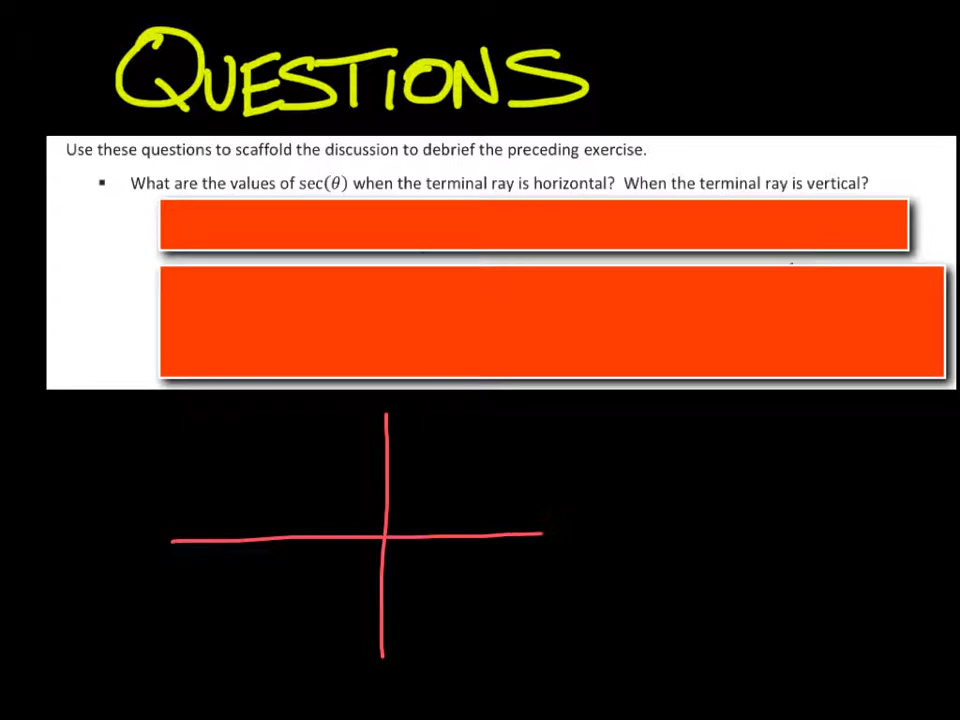 QUESTIONS
Use these questions to scaffold the discussion to debrief the preceding exercise.
▪ What are the values of sec(θ) when the terminal ray is horizontal? When the terminal ray is vertical?